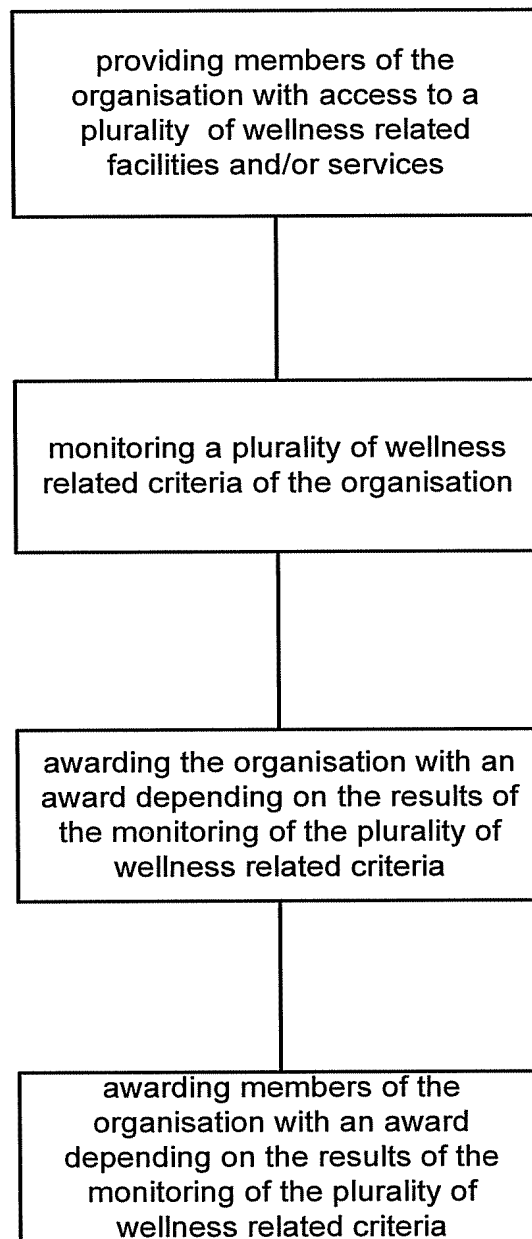 providing members of the
organisation with access to a
plurality of wellness related
facilities and/or services
monitoring a plurality of wellness
related criteria of the organisation
awarding the organisation with an
award depending on the results of
the monitoring of the plurality of
wellness related criteria
awarding members of the
organisation with an award
depending on the results of the
monitoring of the plurality of
wellness related criteria